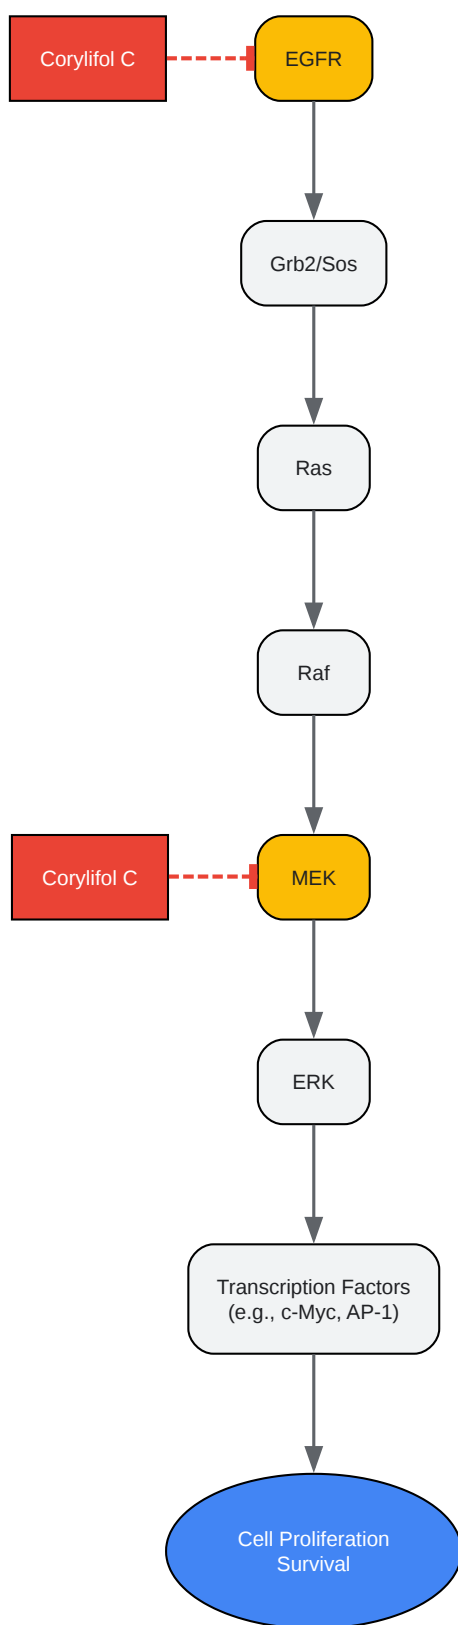 Corylifol C
EGFR
Grb2/Sos
Ras
Raf
Corylifol C
MEK
ERK
Transcription Factors
(e.g., c-Myc, AP-1)
Cell Proliferation
Survival